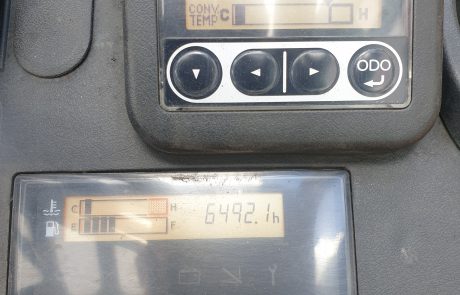 CONV. C H
TEMP
ODO
C H 6492.1h
E F